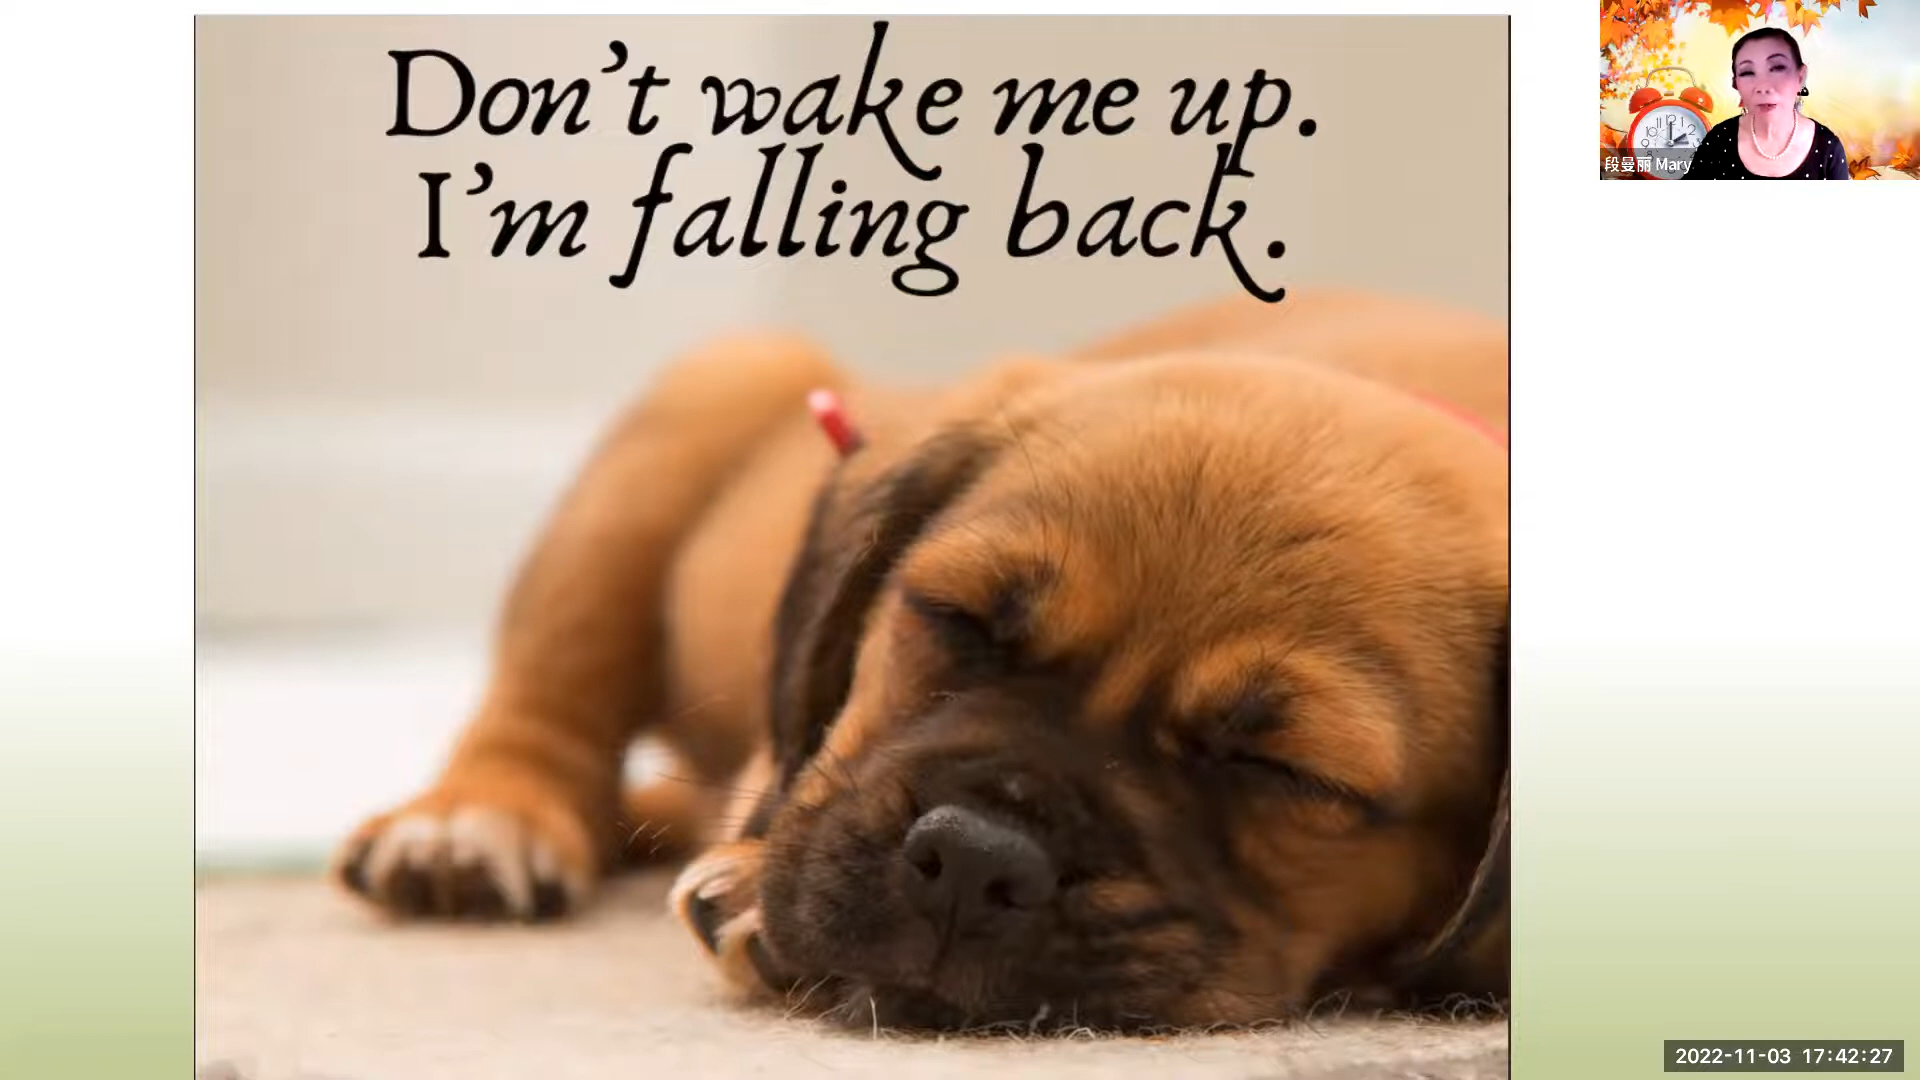 Don't wake me up.
I'm falling back.
段曼丽 Mary
2022-11-03 17:42:27